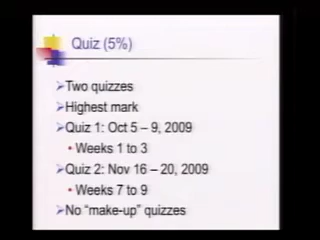 Quiz (5%)
Two quizzes
Highest mark
Quiz 1: Oct 5 – 9, 2009
• Weeks 1 to 3
Quiz 2: Nov 16 – 20, 2009
• Weeks 7 to 9
No “make-up” quizzes